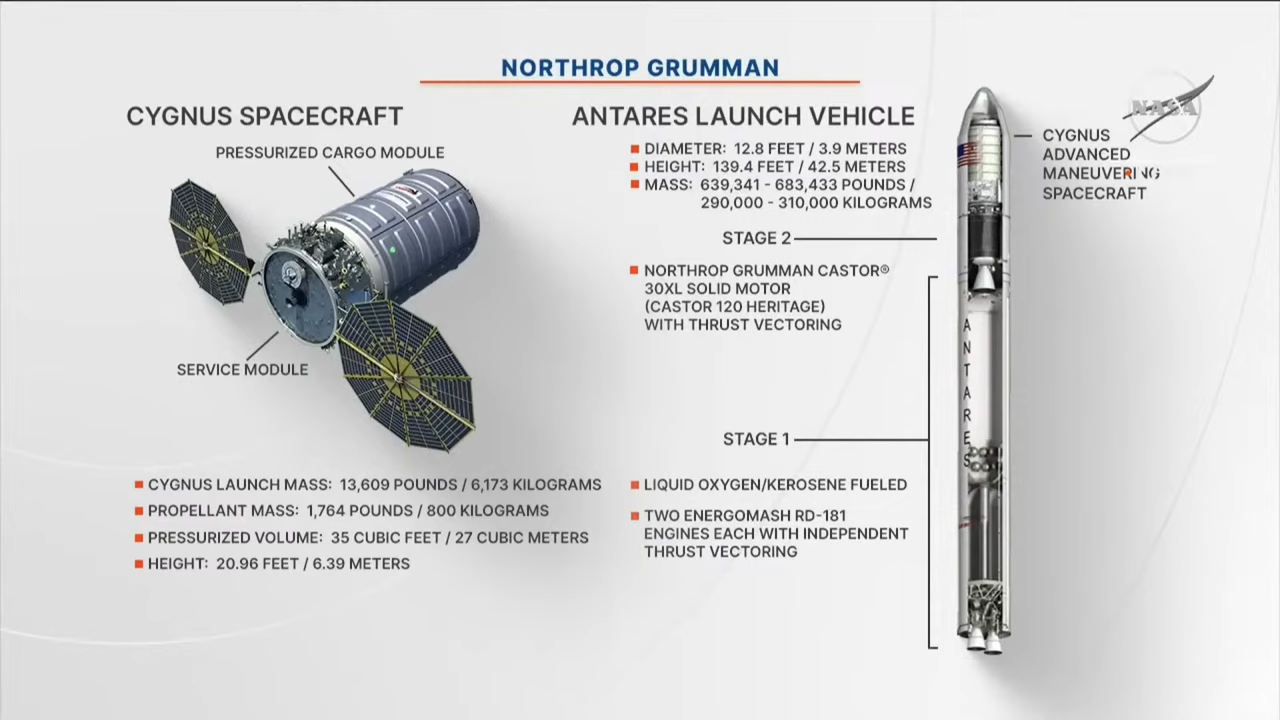 NORTHROP GRUMMAN
CYGNUS SPACECRAFT
PRESSURIZED CARGO MODULE
SERVICE MODULE
CYGNUS LAUNCH MASS: 13,609 POUNDS / 6,173 KILOGRAMS
PROPELLANT MASS: 1,764 POUNDS / 800 KILOGRAMS
PRESSURIZED VOLUME: 35 CUBIC FEET / 27 CUBIC METERS
HEIGHT: 20.96 FEET / 6.39 METERS
ANTARES LAUNCH VEHICLE
DIAMETER: 12.8 FEET / 3.9 METERS
HEIGHT: 139.4 FEET / 42.5 METERS
MASS: 639,341 - 683,433 POUNDS /
290,000 - 310,000 KILOGRAMS
STAGE 2
NORTHROP GRUMMAN CASTOR®
30XL SOLID MOTOR
(CASTOR 120 HERITAGE)
WITH THRUST VECTORING
STAGE 1
LIQUID OXYGEN/KEROSENE FUELED
TWO ENERGOMASH RD-181
ENGINES EACH WITH INDEPENDENT
THRUST VECTORING
ANTARES
NASA
CYGNUS
ADVANCED
MANEUVERING
SPACECRAFT